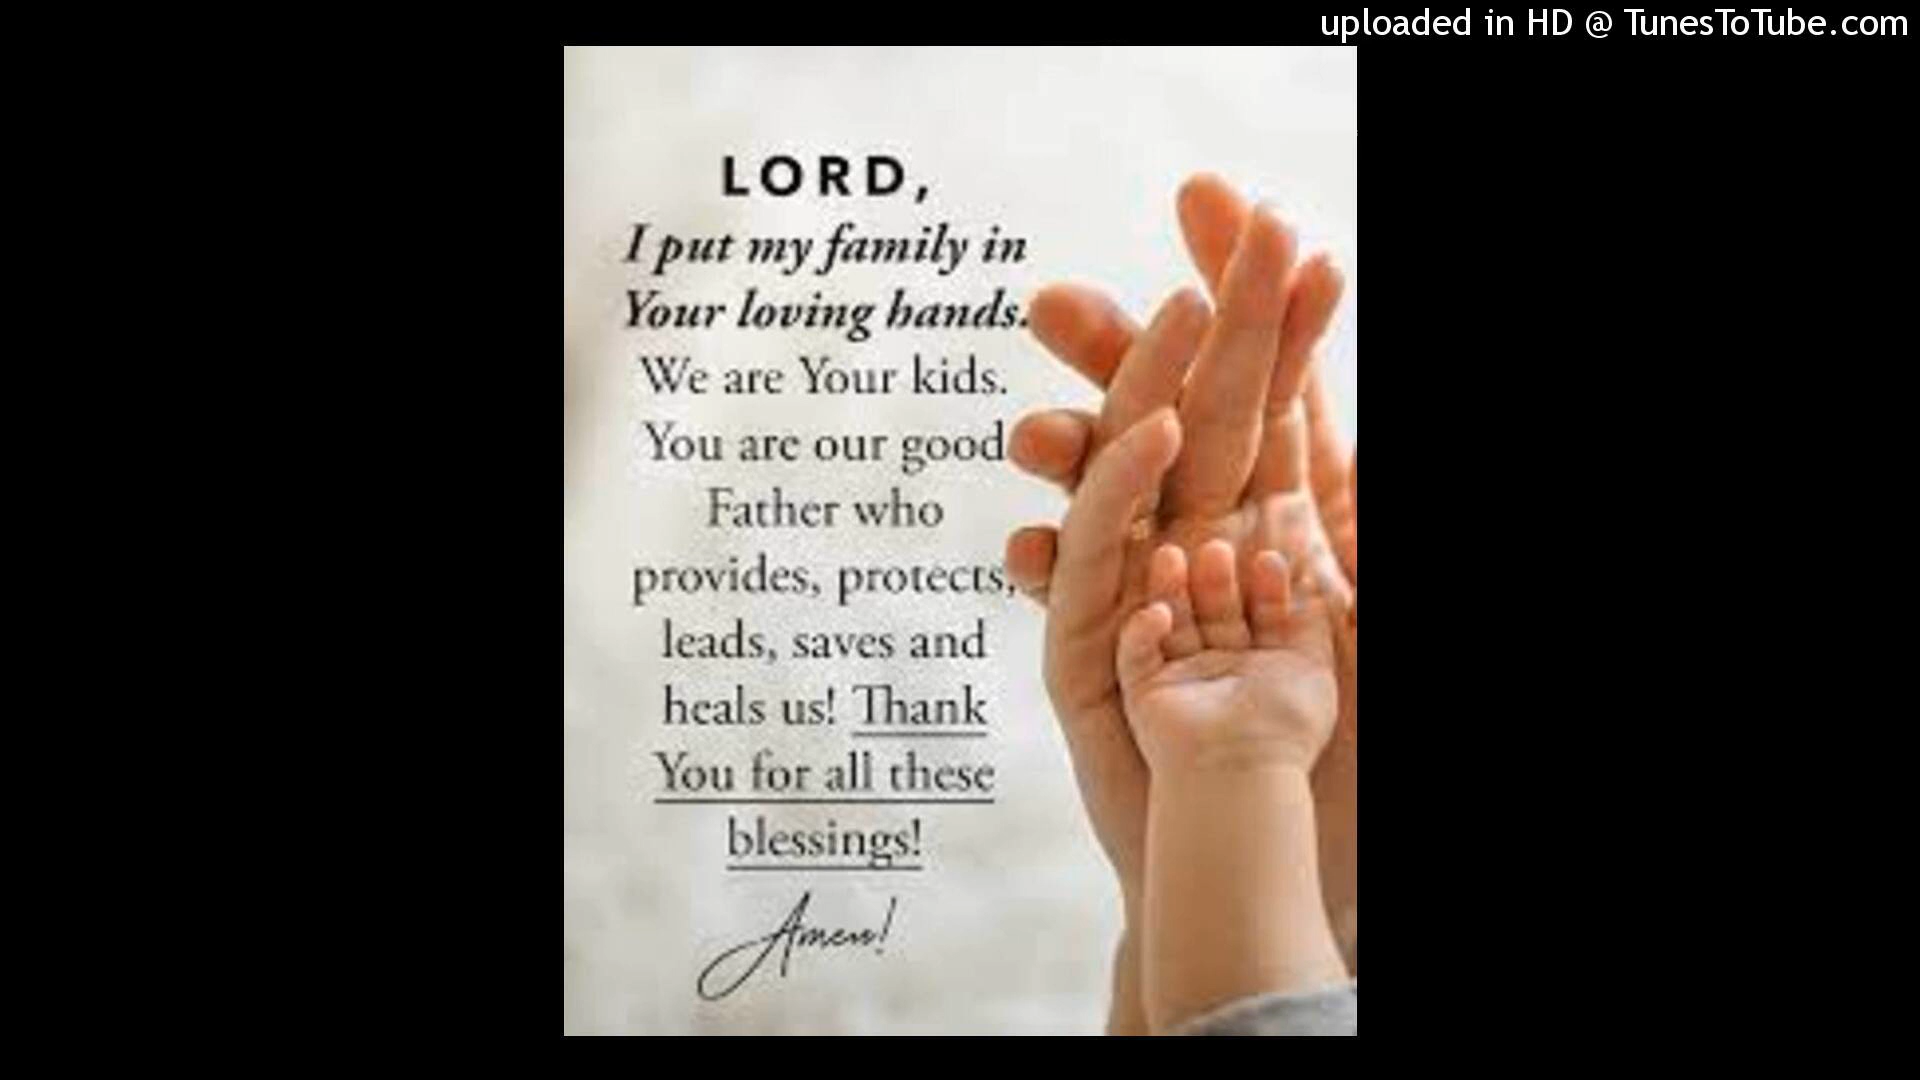 uploaded in HD @ TunesToTube.com
LORD,
I put my family in
Your loving hands.
We are Your kids.
You are our good
Father who
provides, protects,
leads, saves and
heals us! Thank
You for all these
blessings!
Amen!